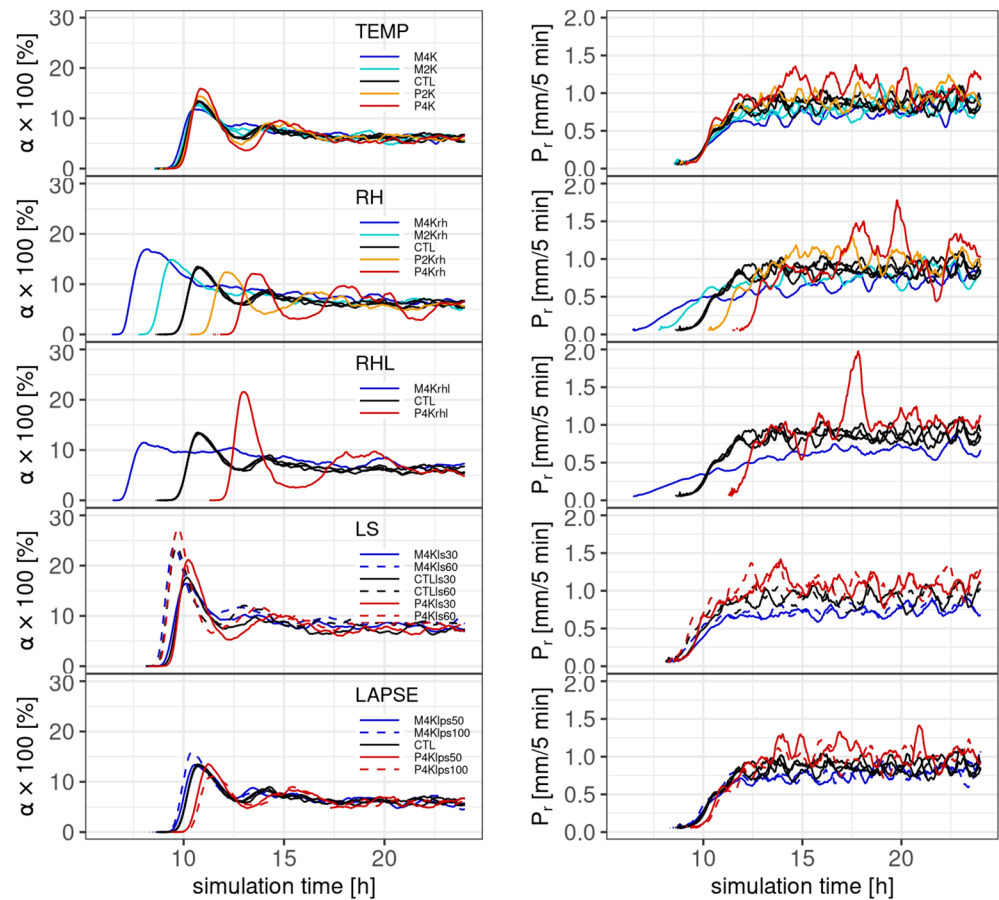 30
20
10
0
α × 100 [%]
TEMP
M4K
M2K
CTL
P2K
P4K
2.0
1.5
1.0
0.5
0.0
Pr [mm/5 min]
30
20
10
0
α × 100 [%]
RH
M4Krh
M2Krh
CTL
P2Krh
P4Krh
2.0
1.5
1.0
0.5
0.0
Pr [mm/5 min]
30
20
10
0
α × 100 [%]
RHL
M4Krhl
CTL
P4Krhl
2.0
1.5
1.0
0.5
0.0
Pr [mm/5 min]
30
20
10
0
α × 100 [%]
LS
M4Kls30
M4Kls60
CTLls30
CTLls60
P4Kls30
P4Kls60
2.0
1.5
1.0
0.5
0.0
Pr [mm/5 min]
30
20
10
0
α × 100 [%]
LAPSE
M4Klps50
M4Klps100
CTL
P4Klps50
P4Klps100
2.0
1.5
1.0
0.5
0.0
Pr [mm/5 min]
10 15 20
simulation time [h]
10 15 20
simulation time [h]